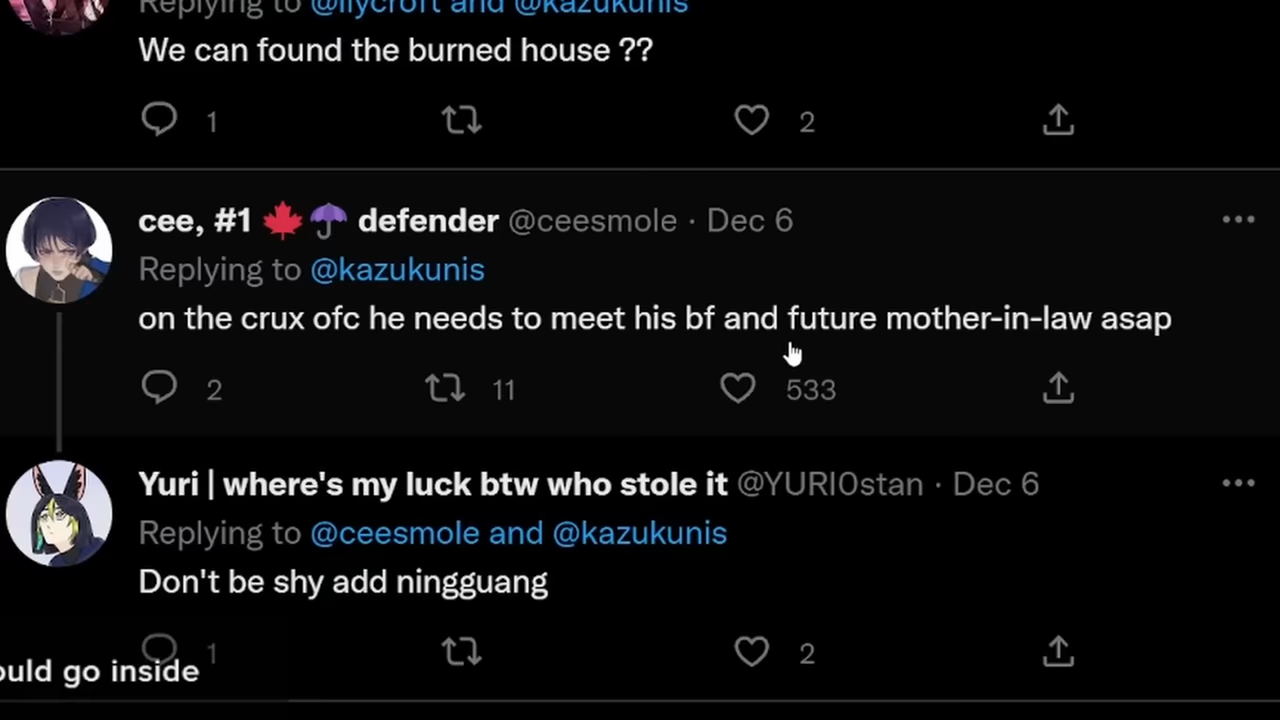 Replying to @llycroft and @kazukunis
We can found the burned house ??
1 2
cee, #1 🍁☂ defender @ceesmole · Dec 6
Replying to @kazukunis
on the crux ofc he needs to meet his bf and future mother-in-law asap
2 11 533
Yuri | where's my luck btw who stole it @YURI0stan · Dec 6
Replying to @ceesmole and @kazukunis
Don't be shy add ningguang
1 2
ould go inside